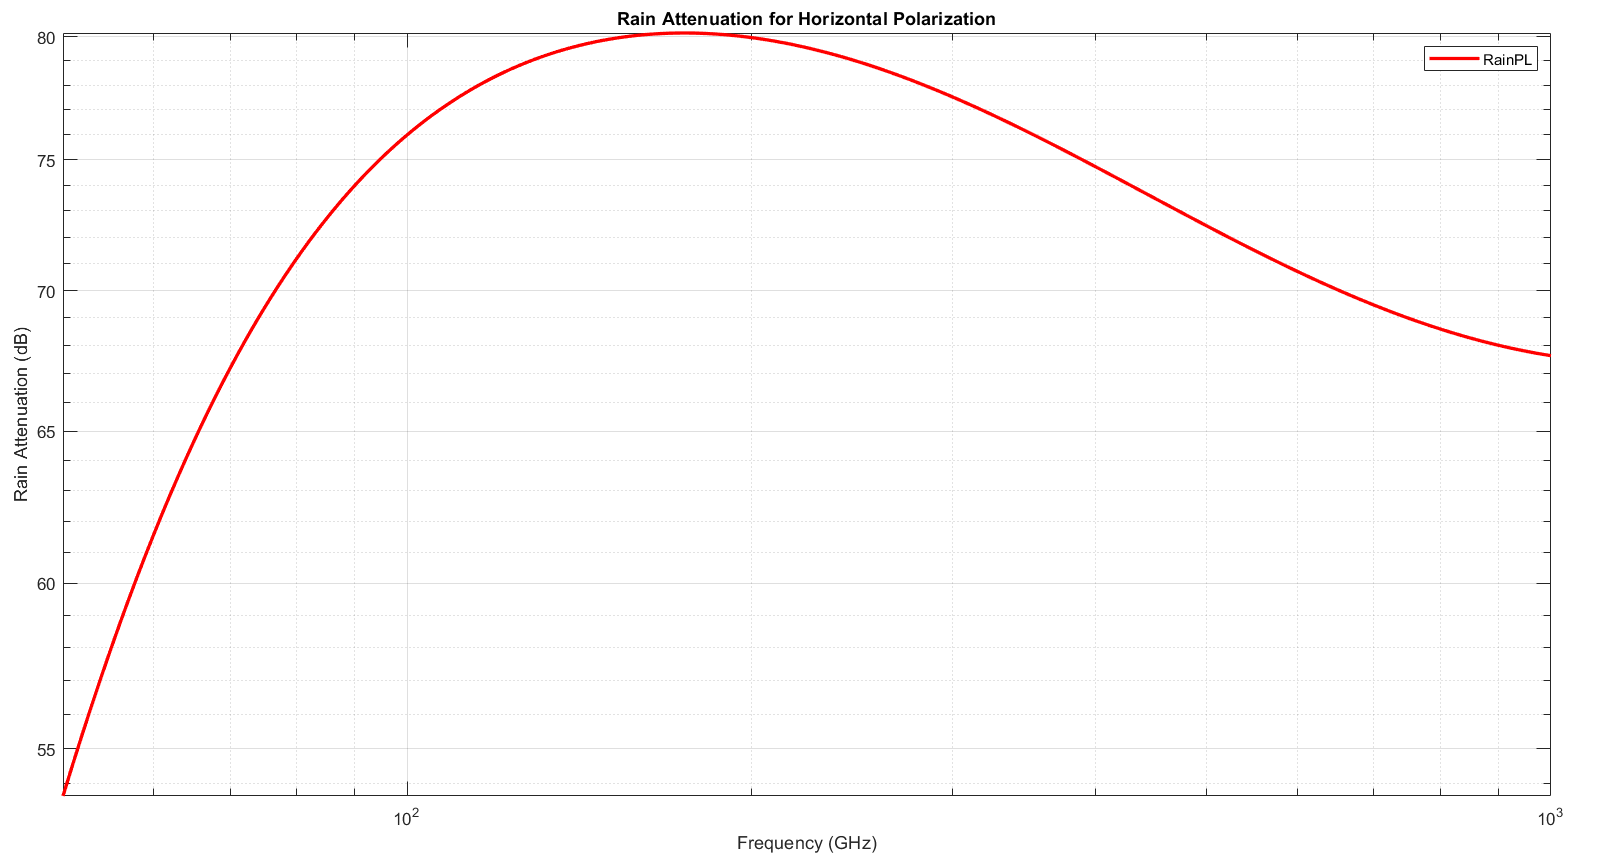 Rain Attenuation for Horizontal Polarization
RainPL
80
75
70
65
60
55
Rain Attenuation (dB)
10²
10³
Frequency (GHz)